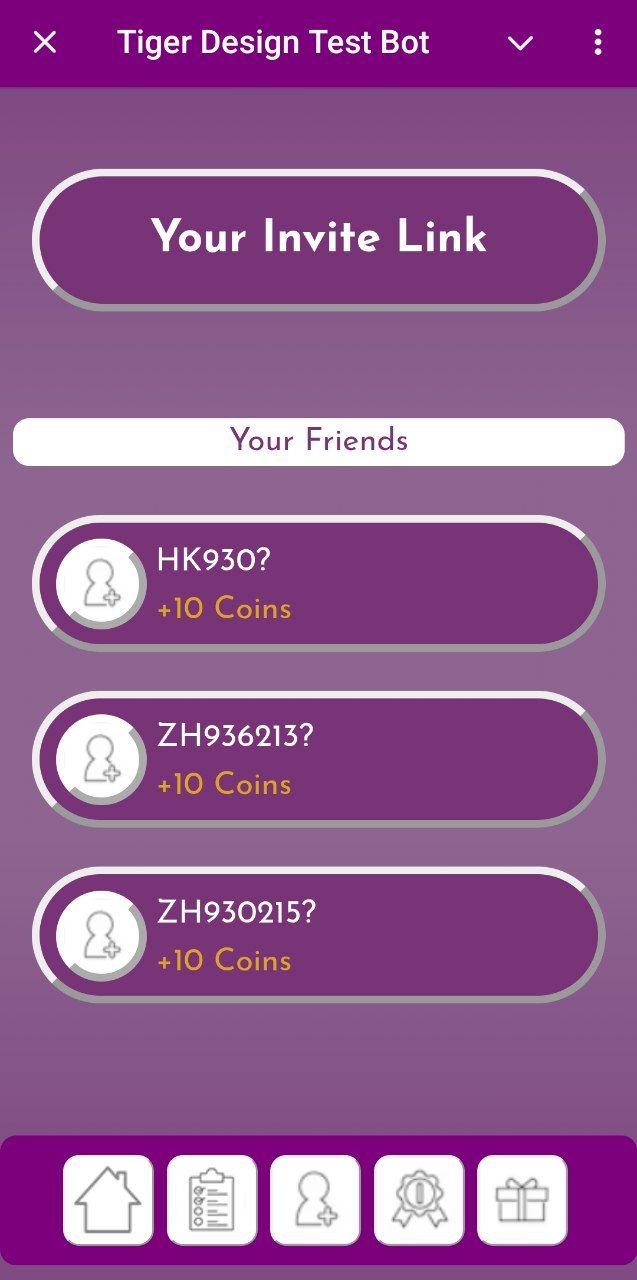 Tiger Design Test Bot
Your Invite Link
Your Friends
HK930?
+10 Coins
ZH936213?
+10 Coins
ZH930215?
+10 Coins